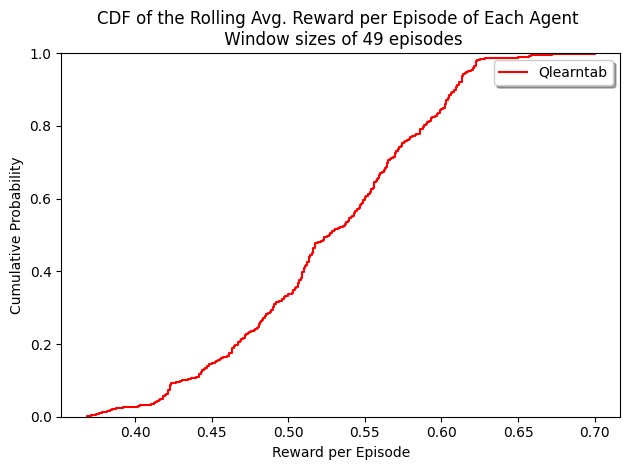 CDF of the Rolling Avg. Reward per Episode of Each Agent
Window sizes of 49 episodes
Qlearntab
1.0
0.8
0.6
0.4
0.2
0.0
Cumulative Probability
0.40 0.45 0.50 0.55 0.60 0.65 0.70
Reward per Episode